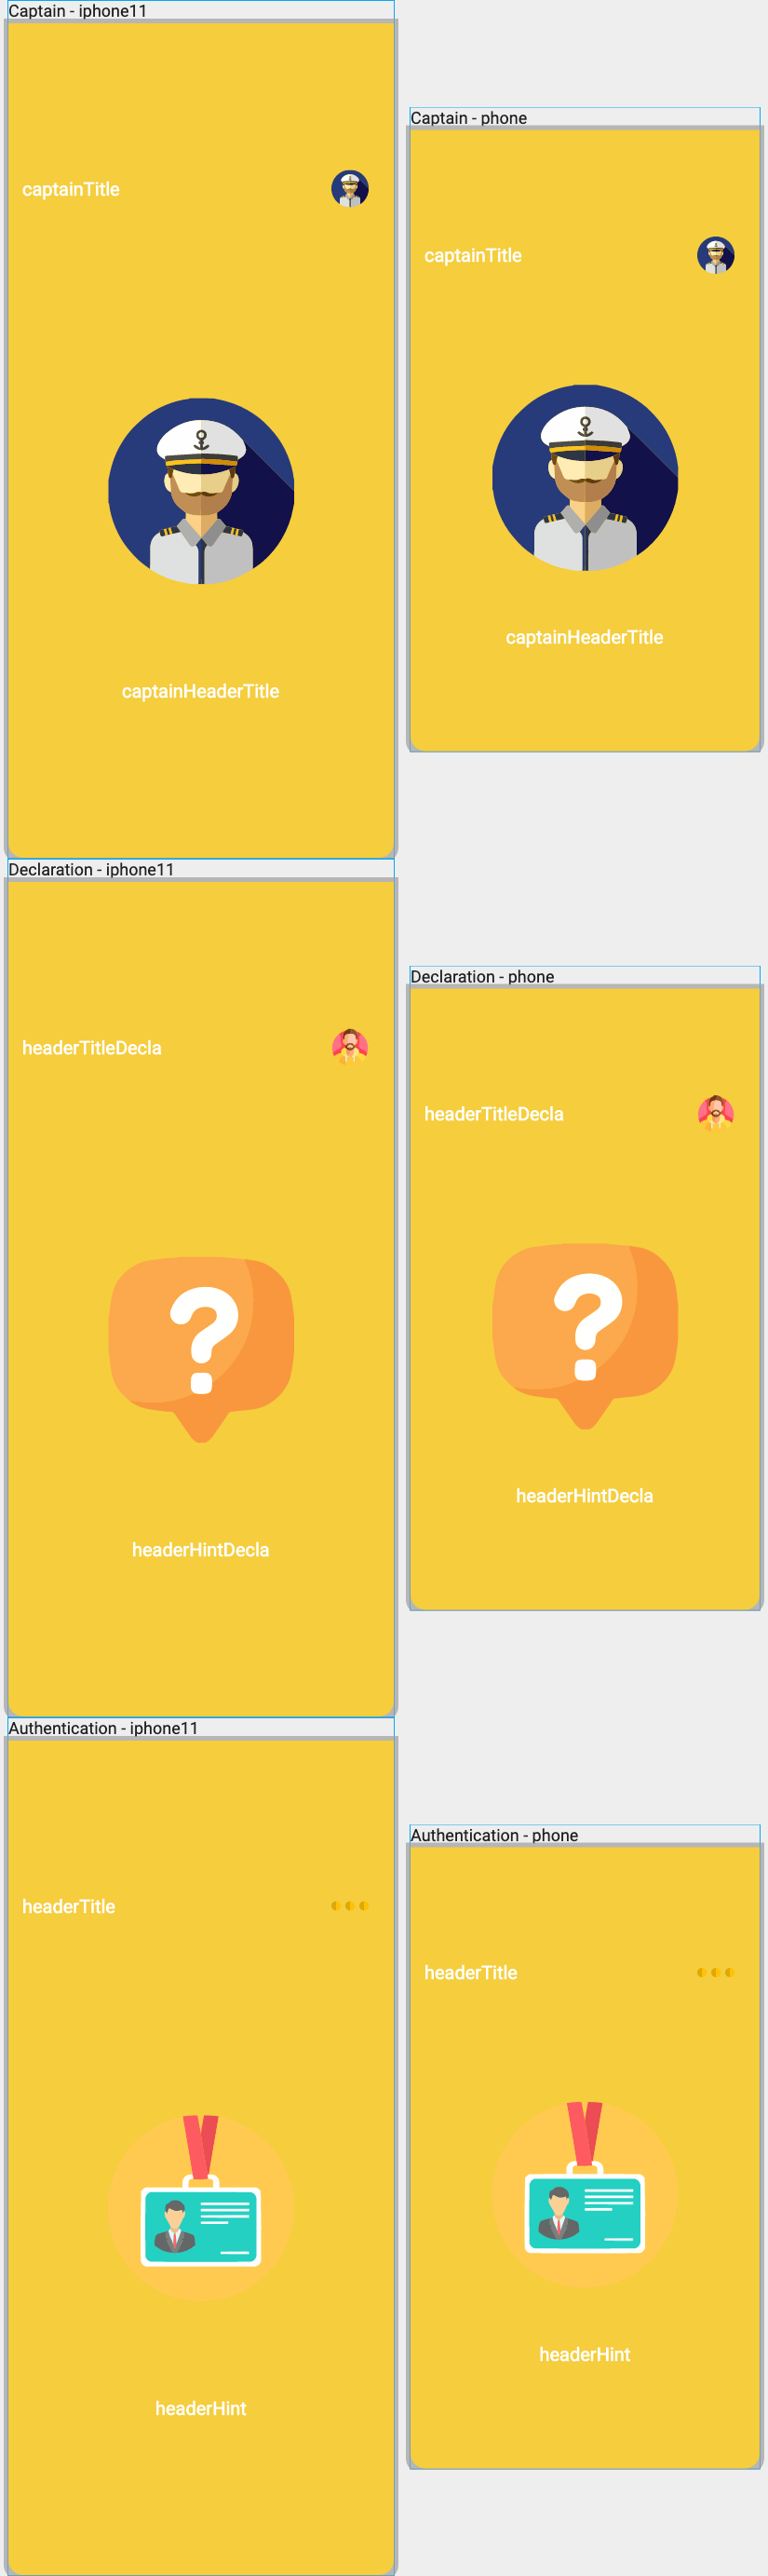 Captain - iphone11
captainTitle
captainHeaderTitle
Captain - phone
captainTitle
captainHeaderTitle
Declaration - iphone11
headerTitleDecla
headerHintDecla
Declaration - phone
headerTitleDecla
headerHintDecla
Authentication - iphone11
headerTitle
headerHint
Authentication - phone
headerTitle
headerHint